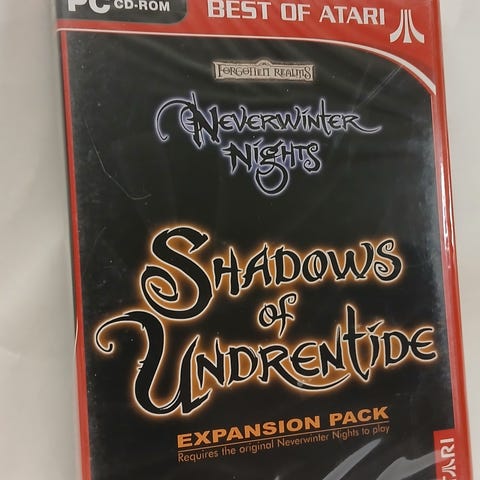 PC CD-ROM
BEST OF ATARI
FORGOTTEN REALMS
NEVERWINTER
NIGHTS
SHADOWS
OF
UNDRENTIDE
EXPANSION PACK
Requires the original Neverwinter Nights to play